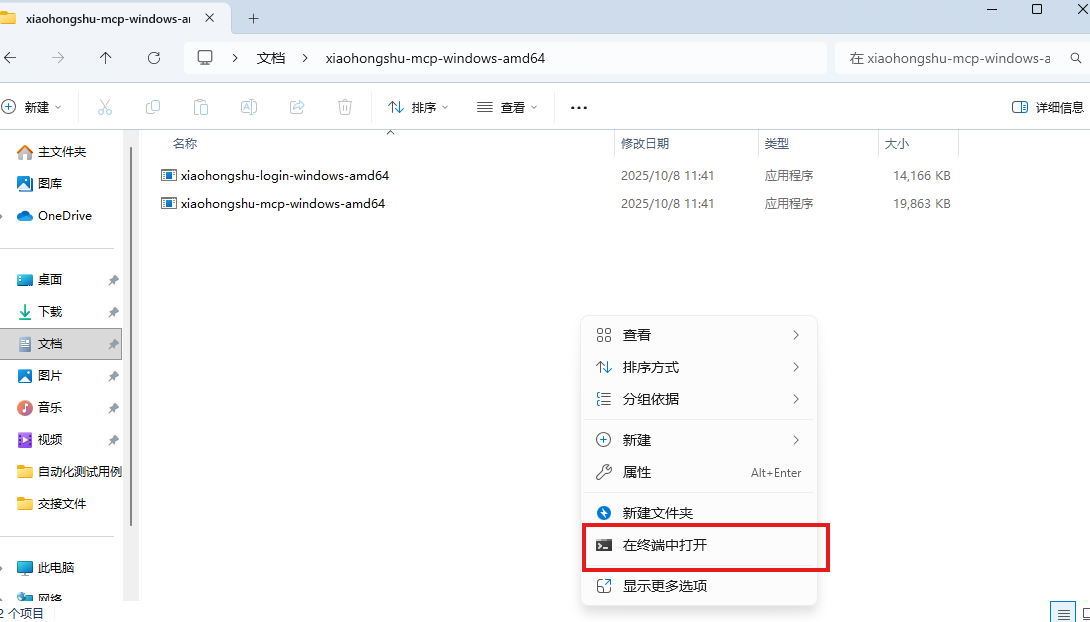 xiaohongshu-mcp-windows-ar
文档 xiaohongshu-mcp-windows-amd64
在 xiaohongshu-mcp-windows-a
新建 排序 查看 详细信息
名称 修改日期 类型 大小
主文件夹
图库
OneDrive
桌面
下载
文档
图片
音乐
视频
自动化测试用例
交接文件
此电脑
网络
2 个项目
xiaohongshu-login-windows-amd64 2025/10/8 11:41 应用程序 14,166 KB
xiaohongshu-mcp-windows-amd64 2025/10/8 11:41 应用程序 19,863 KB
查看
排序方式
分组依据
新建
属性 Alt+Enter
新建文件夹
在终端中打开
显示更多选项